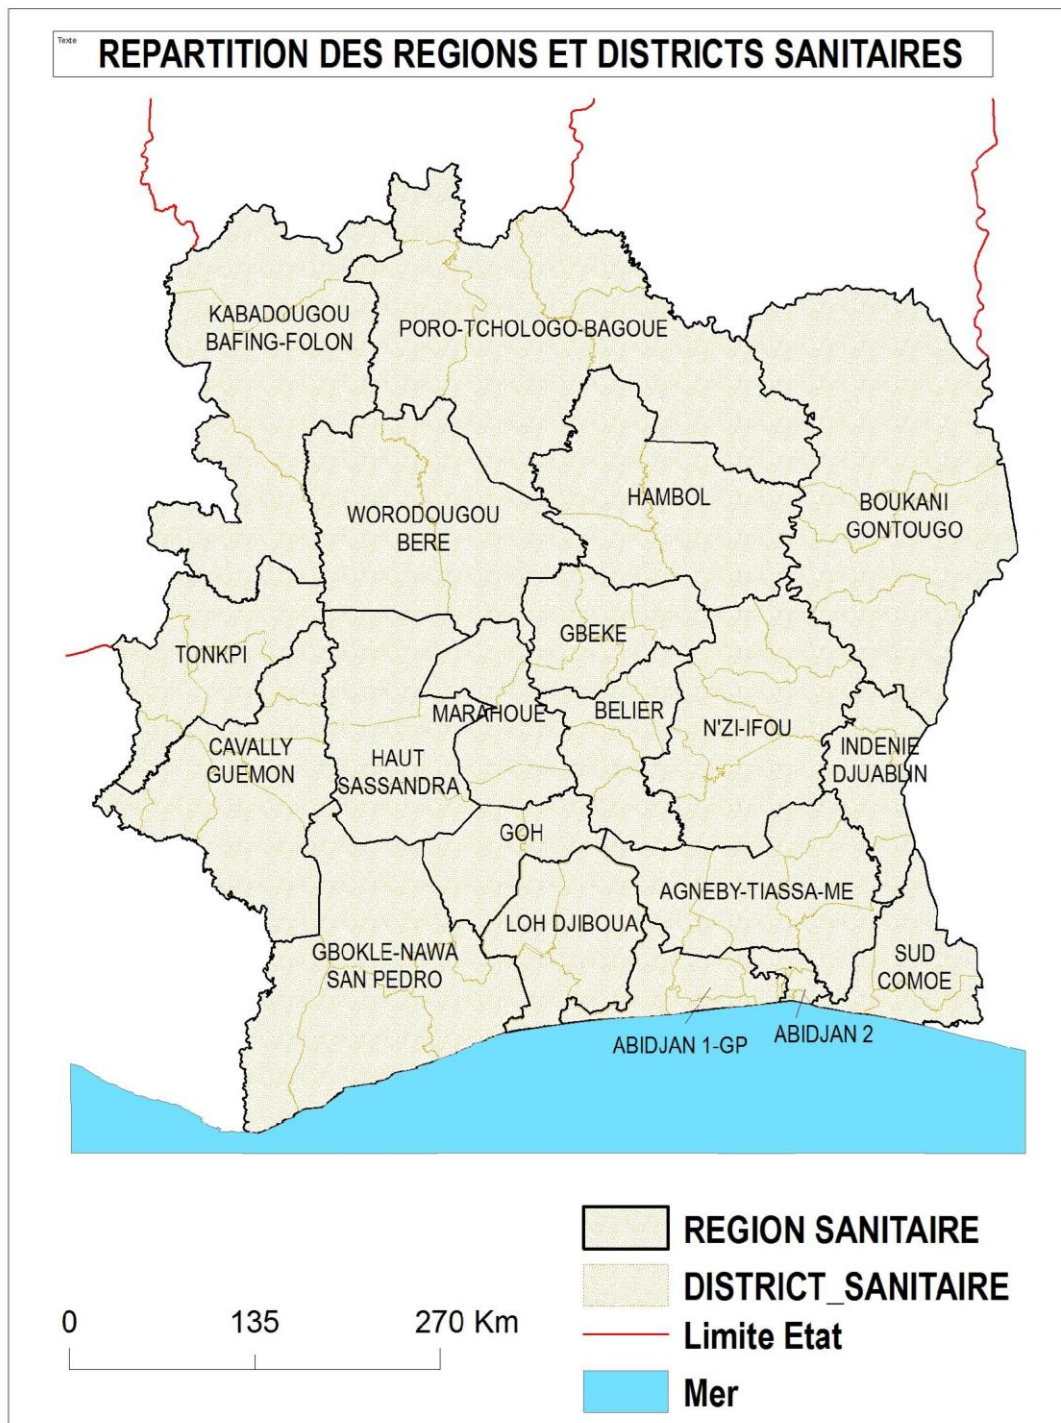 Texte
REPARTITION DES REGIONS ET DISTRICTS SANITAIRES
KABADOUGOU
BAFING-FOLON
PORO-TCHOLOGO-BAGOUE
WORODOUGOU
BERE
HAMBOL
BOUKANI
GONTOUGO
TONKPI
GBEKE
MARAHOUE
BELIER
N'ZI-IFOU
INDENIE
DJUABLIN
CAVALLY
GUEMON
HAUT
SASSANDRA
GOH
AGNEBY-TIASSA-ME
LOH DJIBOUA
GBOKLE-NAWA
SAN PEDRO
SUD
COMOE
ABIDJAN 1-GP
ABIDJAN 2
REGION SANITAIRE
DISTRICT_SANITAIRE
Limite Etat
Mer
0 135 270 Km